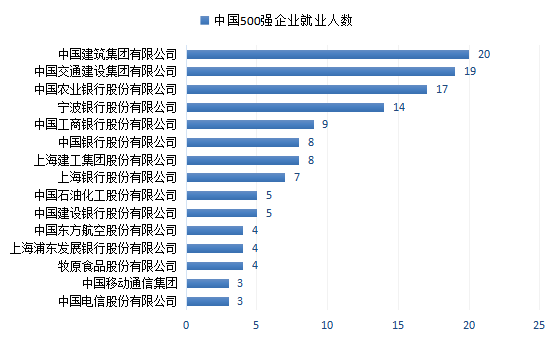 中国500强企业就业人数
中国建筑集团有限公司 20
中国交通建设集团有限公司 19
中国农业银行股份有限公司 17
宁波银行股份有限公司 14
中国工商银行股份有限公司 9
中国银行股份有限公司 8
上海建工集团股份有限公司 8
上海银行股份有限公司 7
中国石油化工股份有限公司 5
中国建设银行股份有限公司 5
中国东方航空股份有限公司 4
上海浦东发展银行股份有限公司 4
牧原食品股份有限公司 4
中国移动通信集团 3
中国电信股份有限公司 3
0 5 10 15 20 25